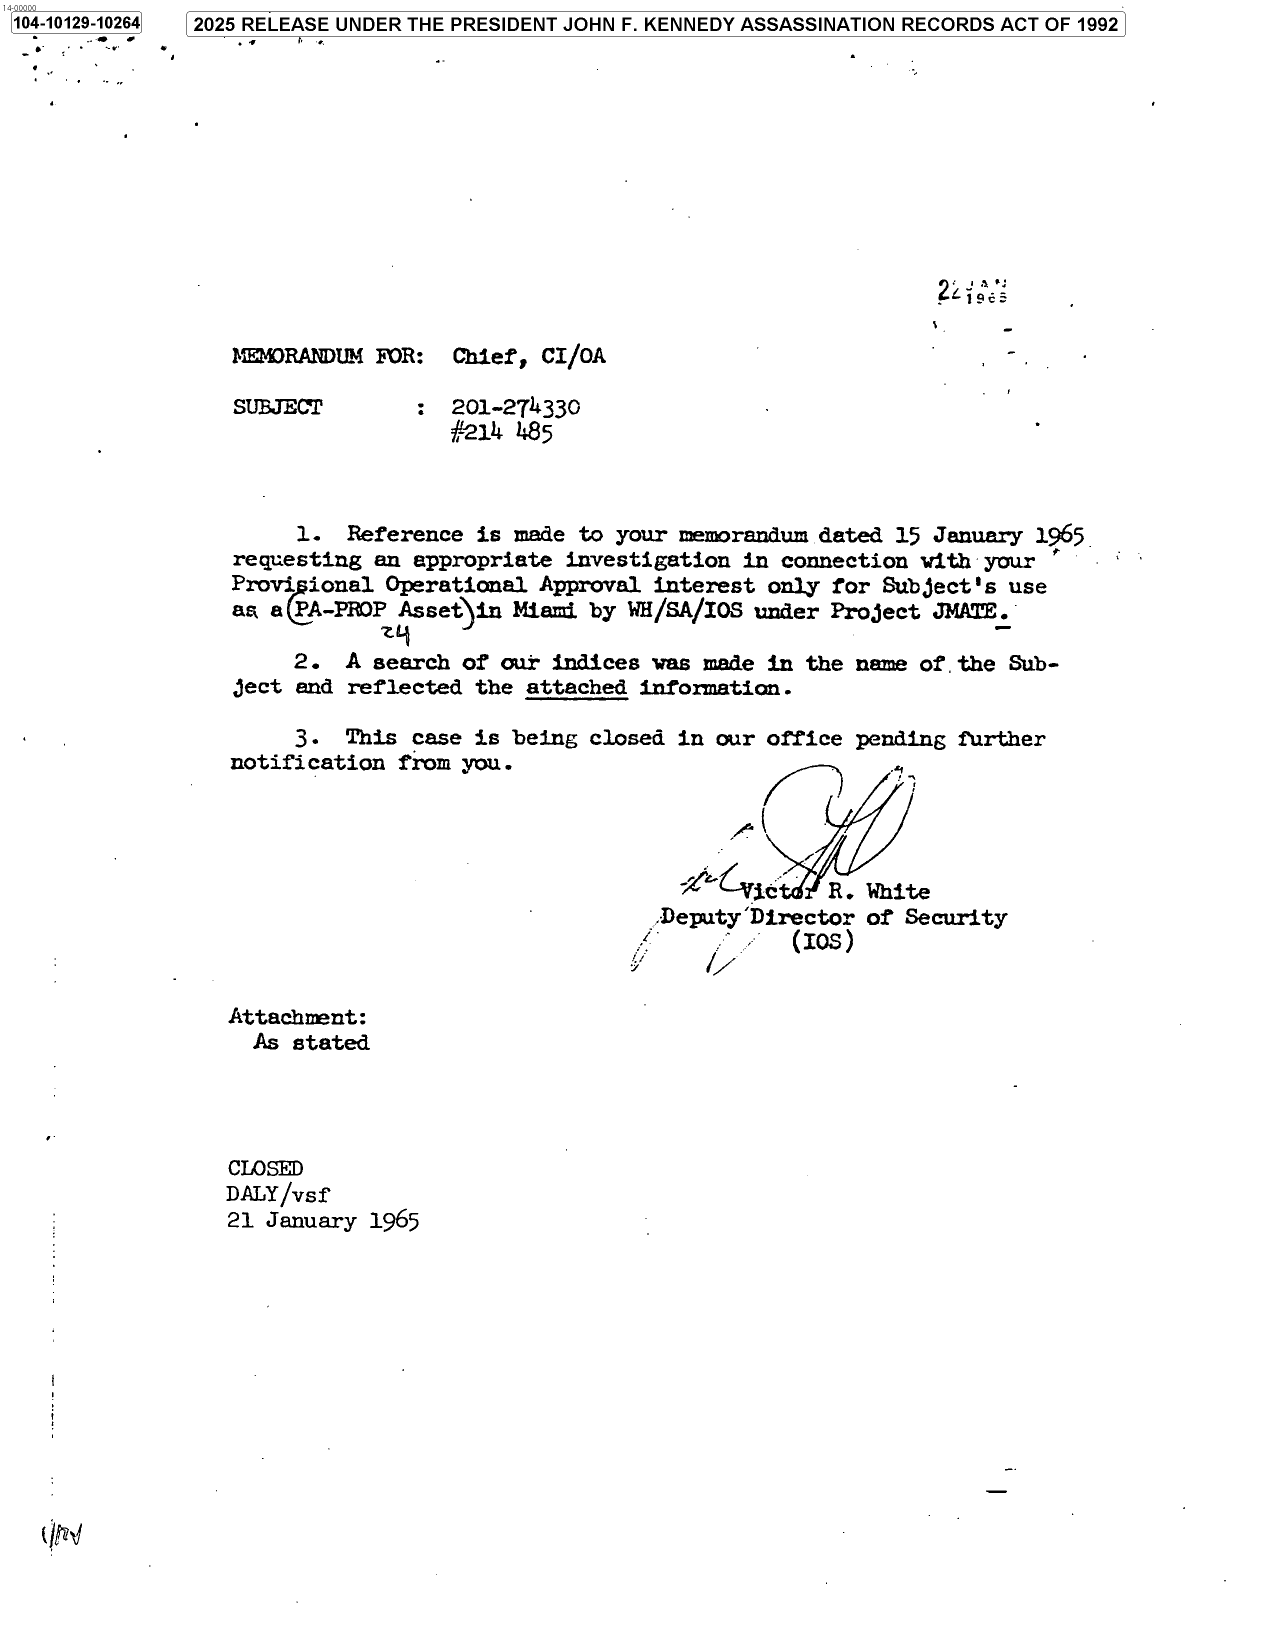 14-00000
104-10129-10264
2025 RELEASE UNDER THE PRESIDENT JOHN F. KENNEDY ASSASSINATION RECORDS ACT OF 1992
22 JAN
1965
MEMORANDUM FOR: Chief, CI/OA
SUBJECT : 201-274330
#214 485
1. Reference is made to your memorandum dated 15 January 1965
requesting an appropriate investigation in connection with your
Provisional Operational Approval interest only for Subject's use
as a (PA-PROP Asset) in Miami by WH/SA/IOS under Project JMATE.
24
2. A search of our indices was made in the name of the Sub-
ject and reflected the attached information.
3. This case is being closed in our office pending further
notification from you.
Victor R. White
Deputy Director of Security
(IOS)
Attachment:
As stated
CLOSED
DALY/vsf
21 January 1965